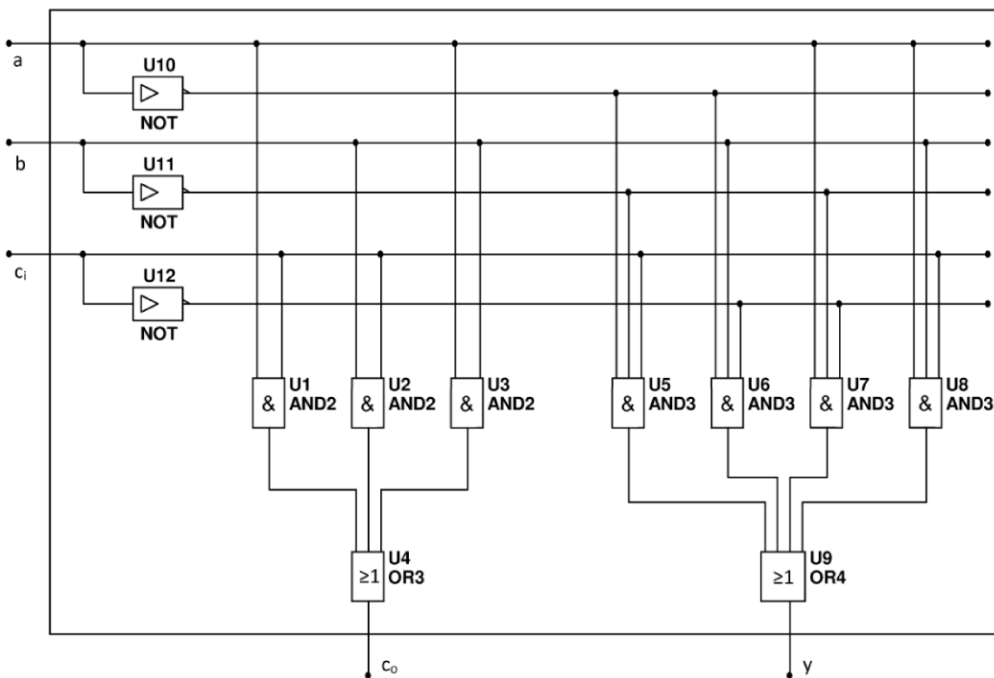 a
U10
NOT
b
U11
NOT
cᵢ
U12
NOT
& U1 AND2
& U2 AND2
& U3 AND2
& U5 AND3
& U6 AND3
& U7 AND3
& U8 AND3
≥1 U4 OR3
≥1 U9 OR4
cₒ
y